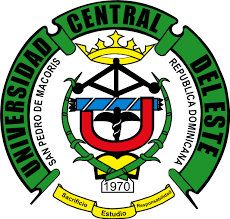 UNIVERSIDAD CENTRAL DEL ESTE
SAN PEDRO DE MACORIS
REPUBLICA DOMINICANA
1970
Sacrificio Estudio Responsabilidad